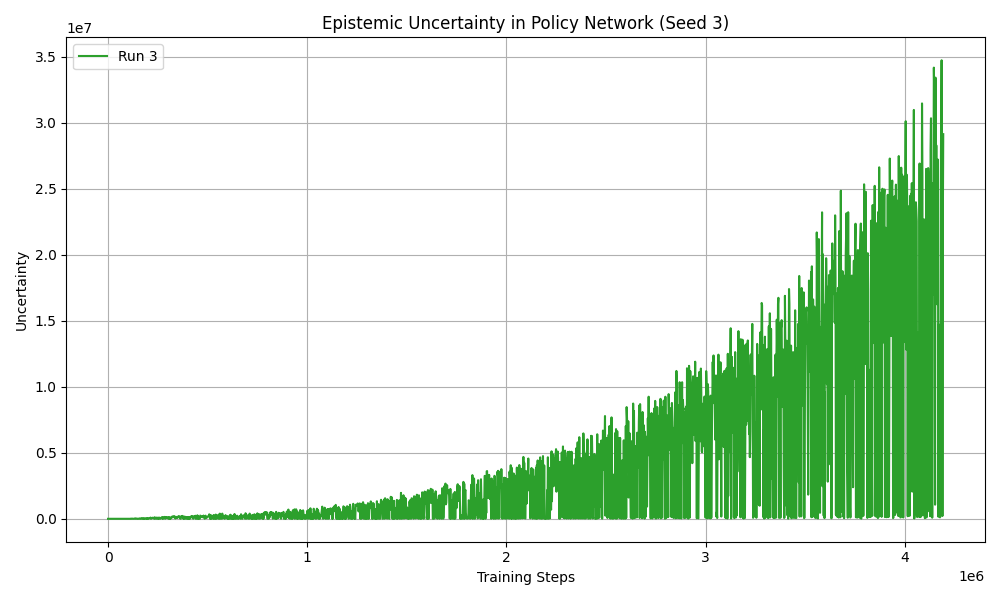 Epistemic Uncertainty in Policy Network (Seed 3)
1e7
Run 3
3.5
3.0
2.5
2.0
1.5
1.0
0.5
0.0
Uncertainty
0 1 2 3 4
1e6
Training Steps